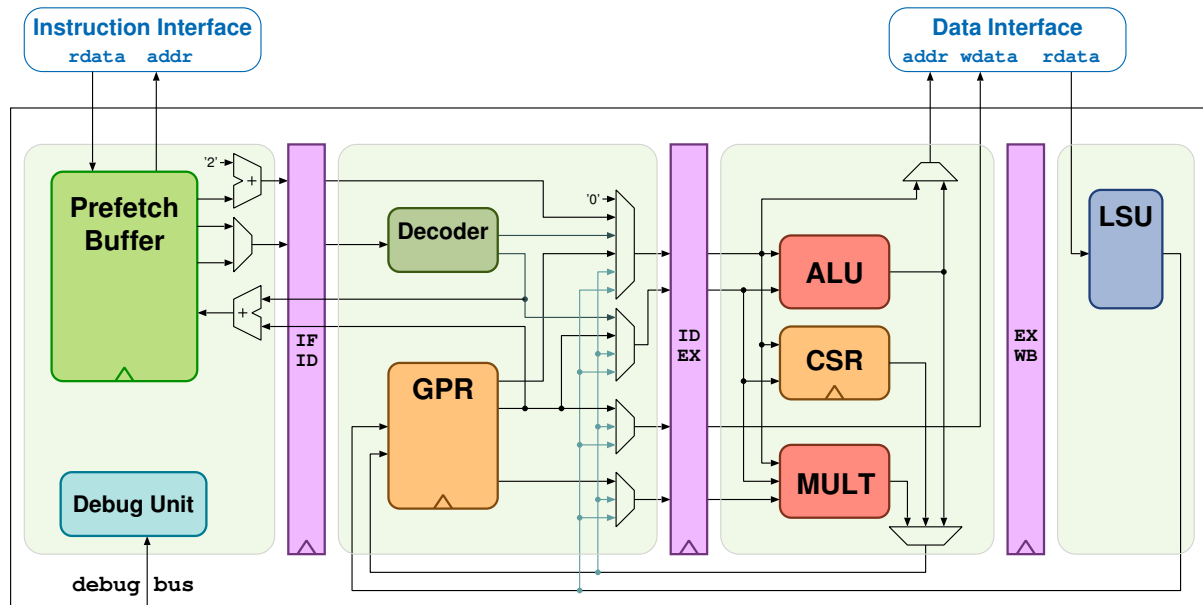 Instruction Interface
rdata addr
Data Interface
addr wdata rdata
'2'
+
Prefetch
Buffer
+
IF
ID
Debug Unit
debug bus
Decoder
'0'
GPR
ID
EX
ALU
CSR
MULT
EX
WB
LSU